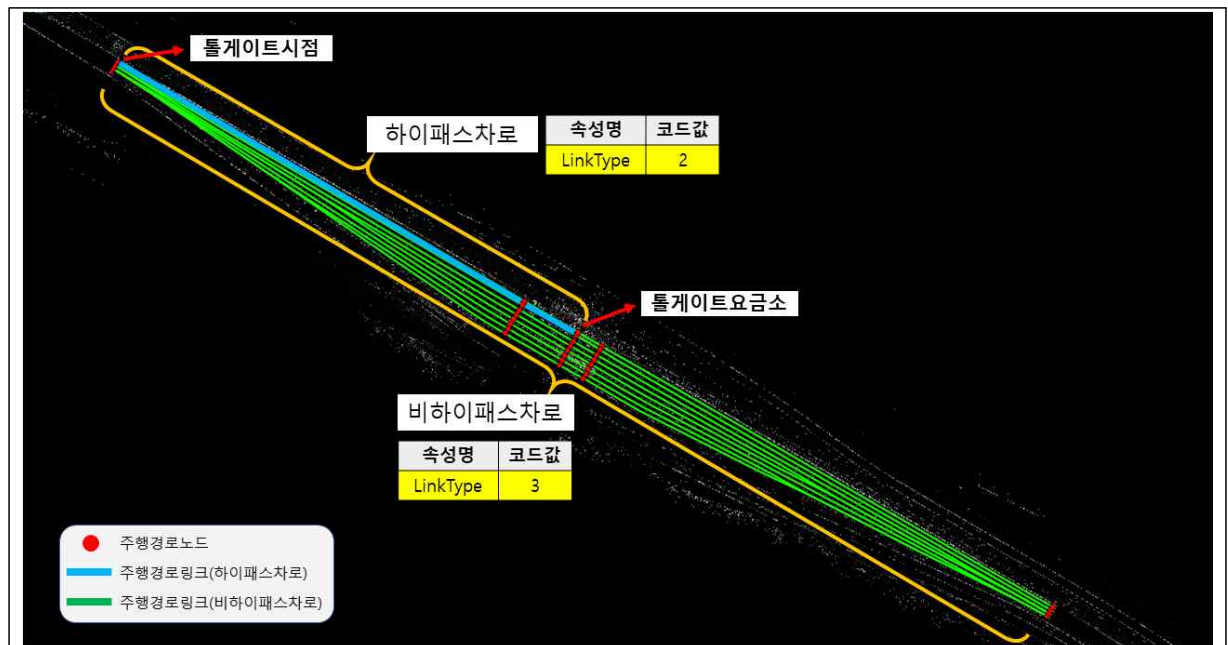 톨게이트시점
하이패스차로
속성명 코드값
LinkType 2
톨게이트요금소
비하이패스차로
속성명 코드값
LinkType 3
주행경로노드
주행경로링크(하이패스차로)
주행경로링크(비하이패스차로)